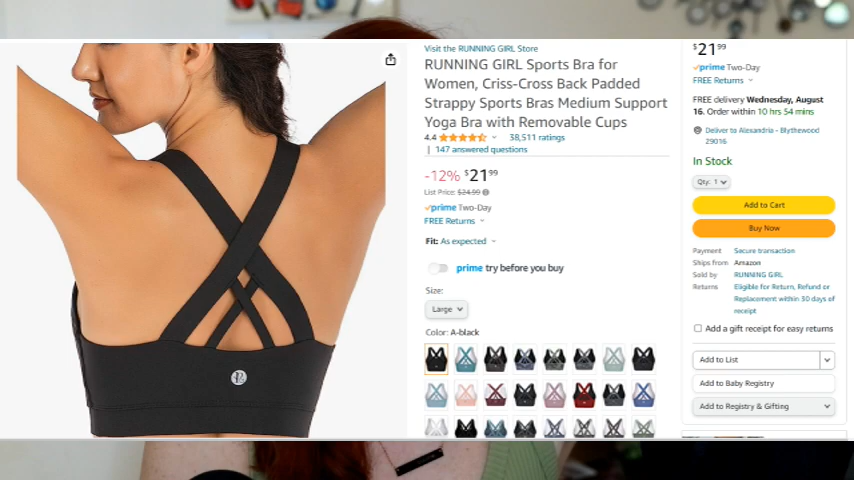 Visit the RUNNING GIRL Store
RUNNING GIRL Sports Bra for
Women, Criss-Cross Back Padded
Strappy Sports Bras Medium Support
Yoga Bra with Removable Cups
4.4
38,511 ratings
| 147 answered questions
-12% $21 99
List Price: $24.99
prime Two-Day
FREE Returns
Fit: As expected
prime try before you buy
Size:
Large
Color: A-black
$21 99
prime Two-Day
FREE Returns
FREE delivery Wednesday, August
16. Order within 10 hrs 54 mins
Deliver to Alexandria - Blythewood
29016
In Stock
Qty: 1
Add to Cart
Buy Now
Payment Secure transaction
Ships from Amazon
Sold by RUNNING GIRL
Returns Eligible for Return, Refund or
Replacement within 30 days of
receipt
Add a gift receipt for easy returns
Add to List
Add to Baby Registry
Add to Registry & Gifting